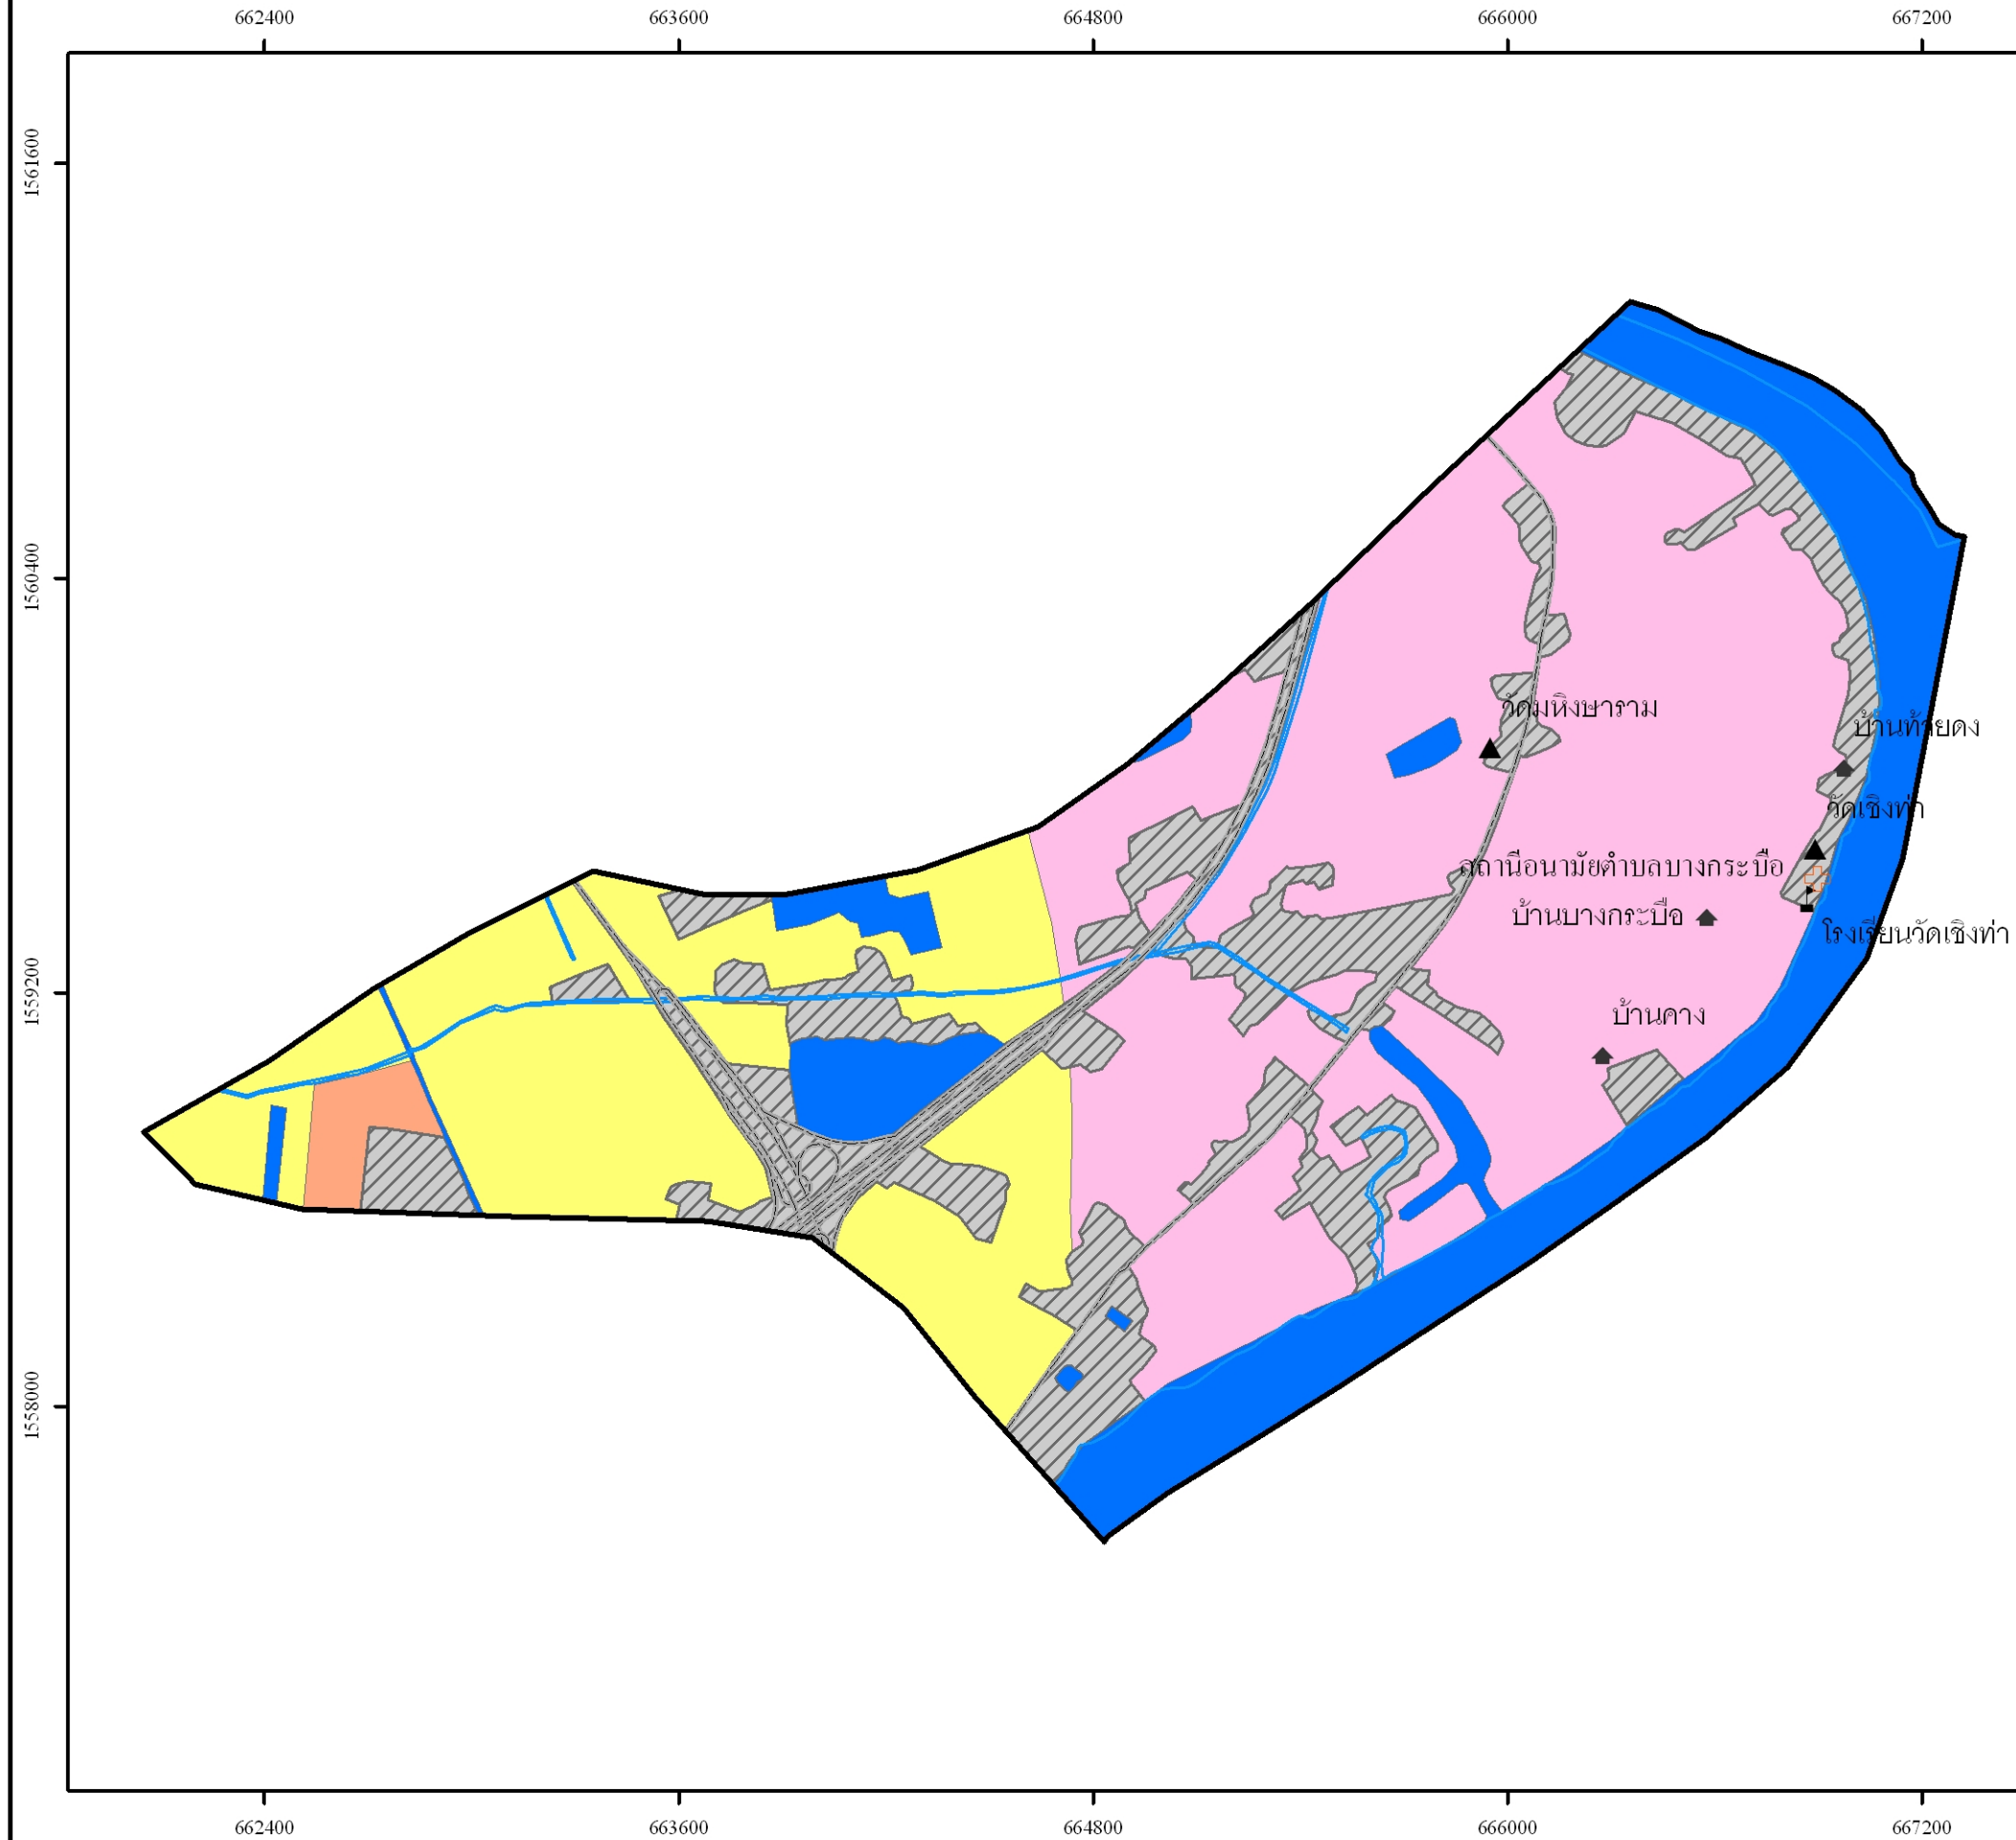 662400 663600 664800 666000 667200
1561600
1560400
1559200
1558000
วัดมหิงษาราม
บ้านท้ายดง
วัดเชิงท่า
สถานีอนามัยตำบลบางกระบือ
บ้านบางกระบือ
โรงเรียนวัดเชิงท่า
บ้านคาง
662400 663600 664800 666000 667200